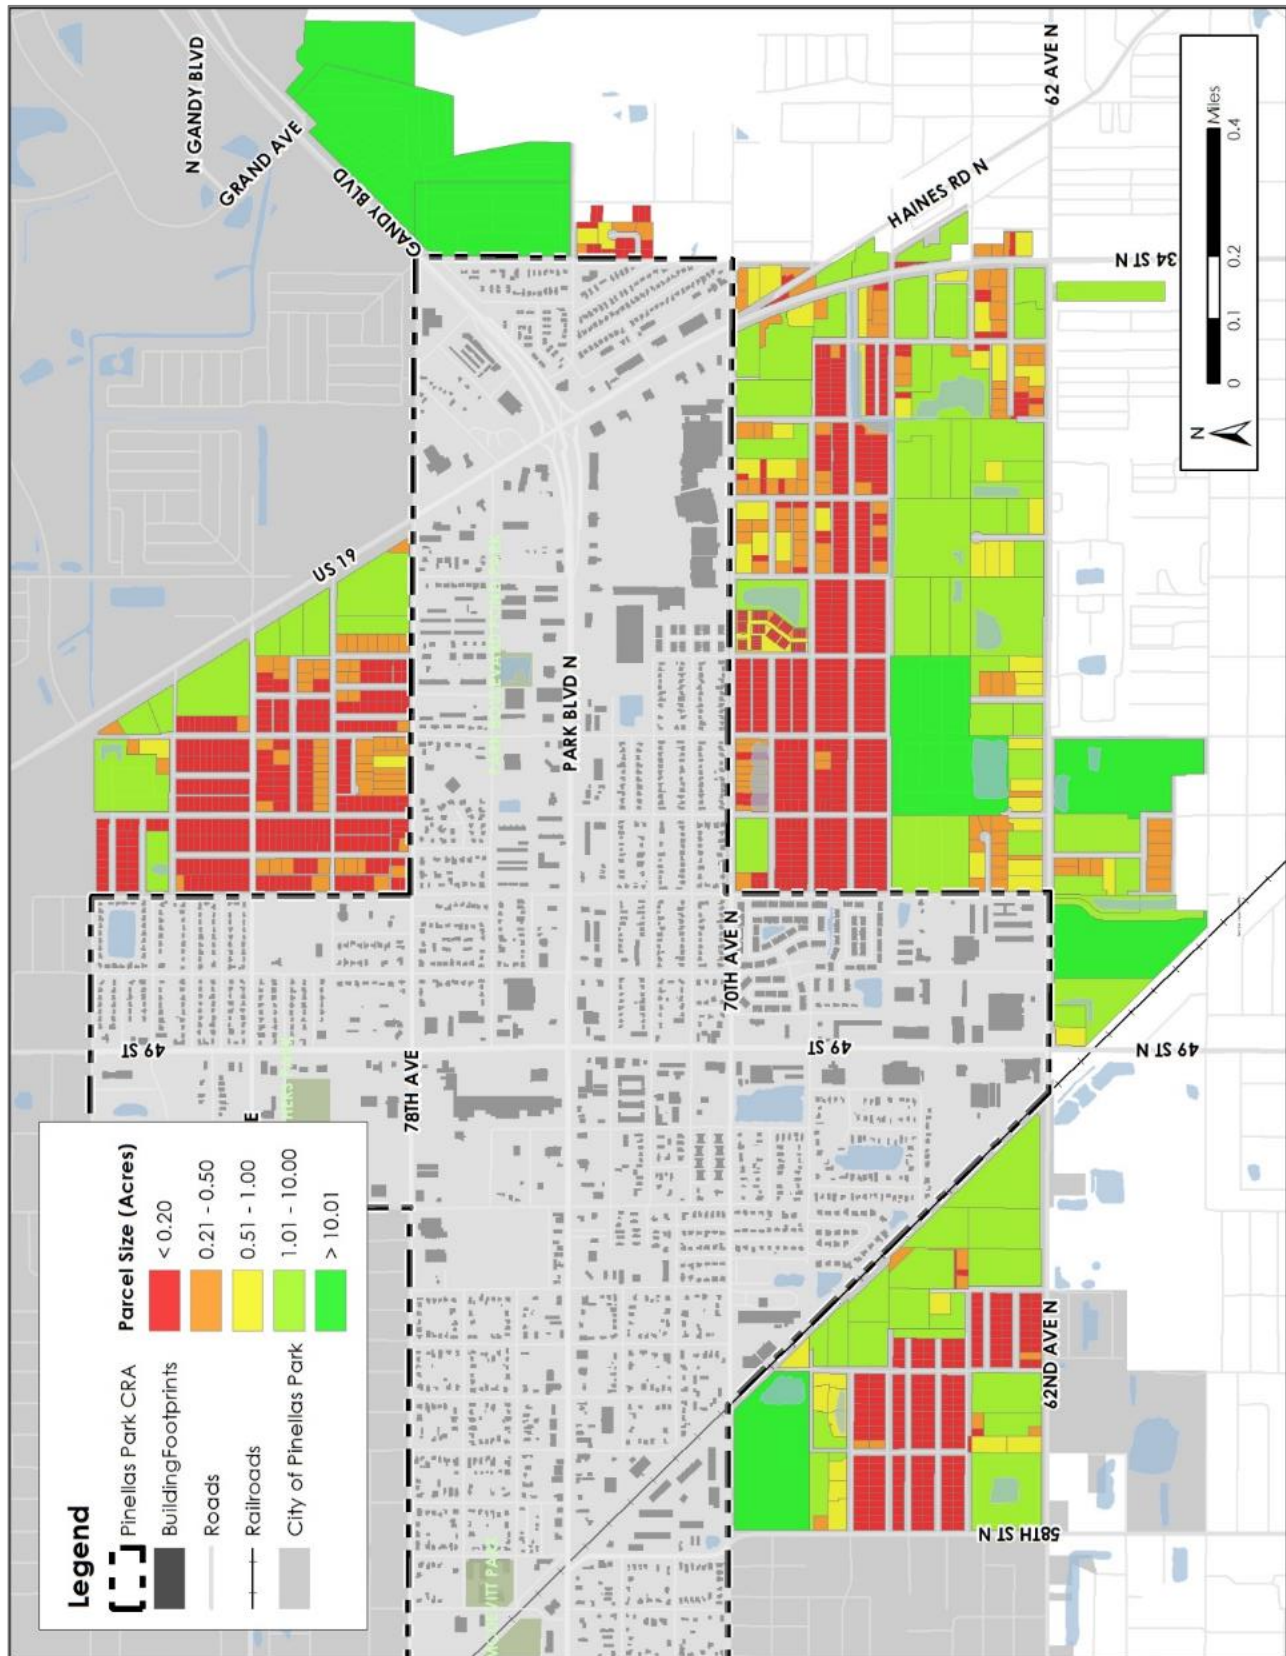 Legend
Pinellas Park CRA
BuildingFootprints
Roads
Railroads
City of Pinellas Park
Parcel Size (Acres)
< 0.20
0.21 - 0.50
0.51 - 1.00
1.01 - 10.00
> 10.01
N GANDY BLVD
GRAND AVE
GANDY BLVD
US 19
49 ST
E
78TH AVE
PARK BLVD N
70TH AVE N
49 ST
HAINES RD N
34 ST N
62 AVE N
49 ST N
62ND AVE N
58TH ST N
N
0
0.1
0.2
0.4
Miles